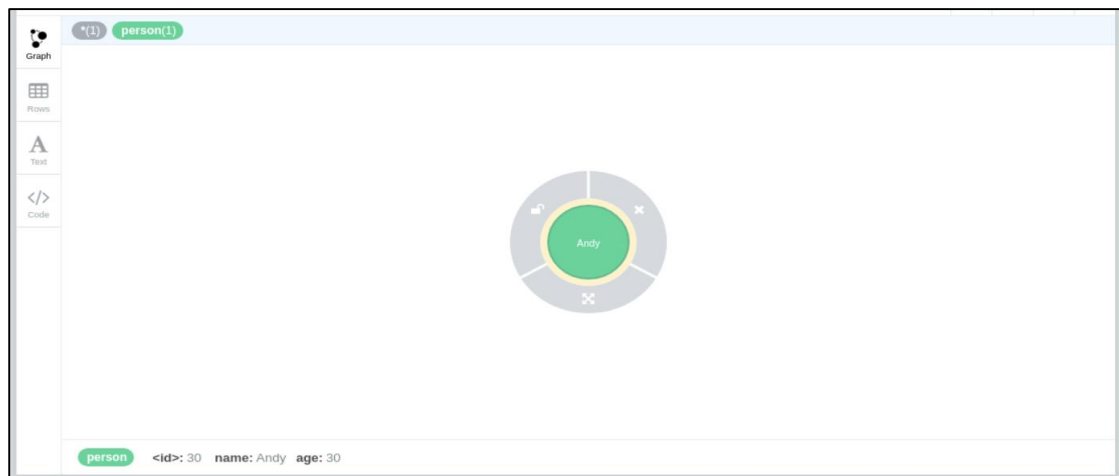 *(1) person(1)
Graph
Rows
A
Text
</>
Code
Andy
person <id>: 30 name: Andy age: 30